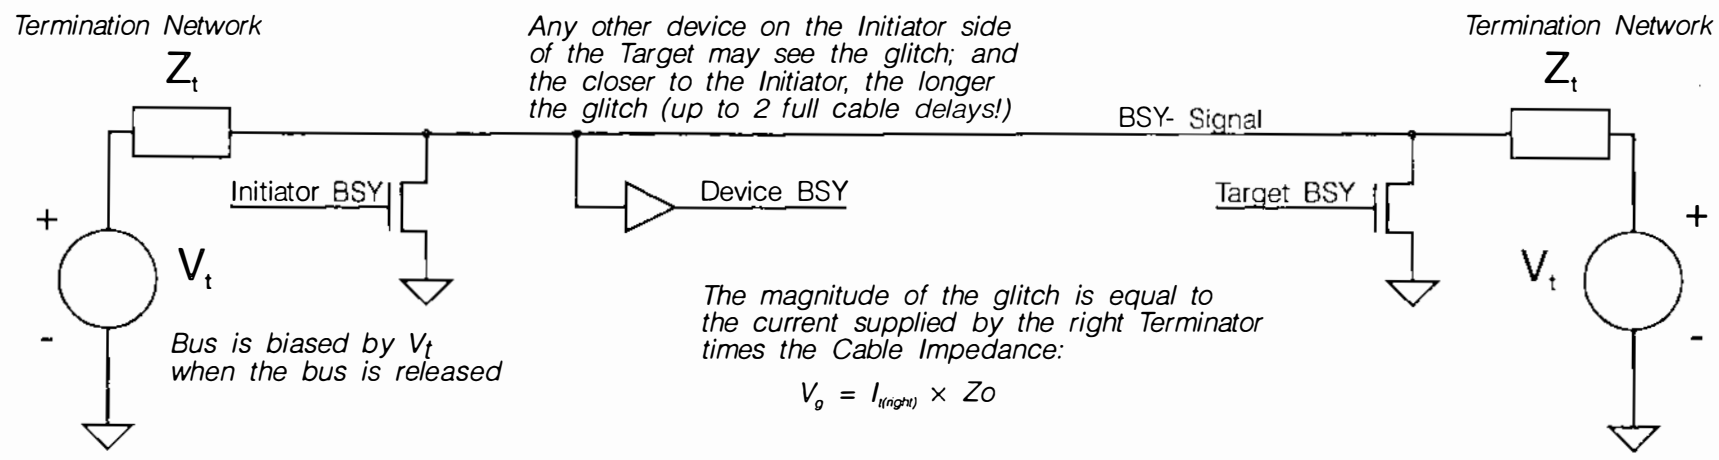 Termination Network
Zt
Any other device on the Initiator side
of the Target may see the glitch; and
the closer to the Initiator, the longer
the glitch (up to 2 full cable delays!)
Termination Network
Zt
BSY- Signal
Initiator BSY
Device BSY
Target BSY
+
Vt
-
+
Vt
-
Bus is biased by Vt
when the bus is released
The magnitude of the glitch is equal to
the current supplied by the right Terminator
times the Cable Impedance:
Vg = It(right) × Zo